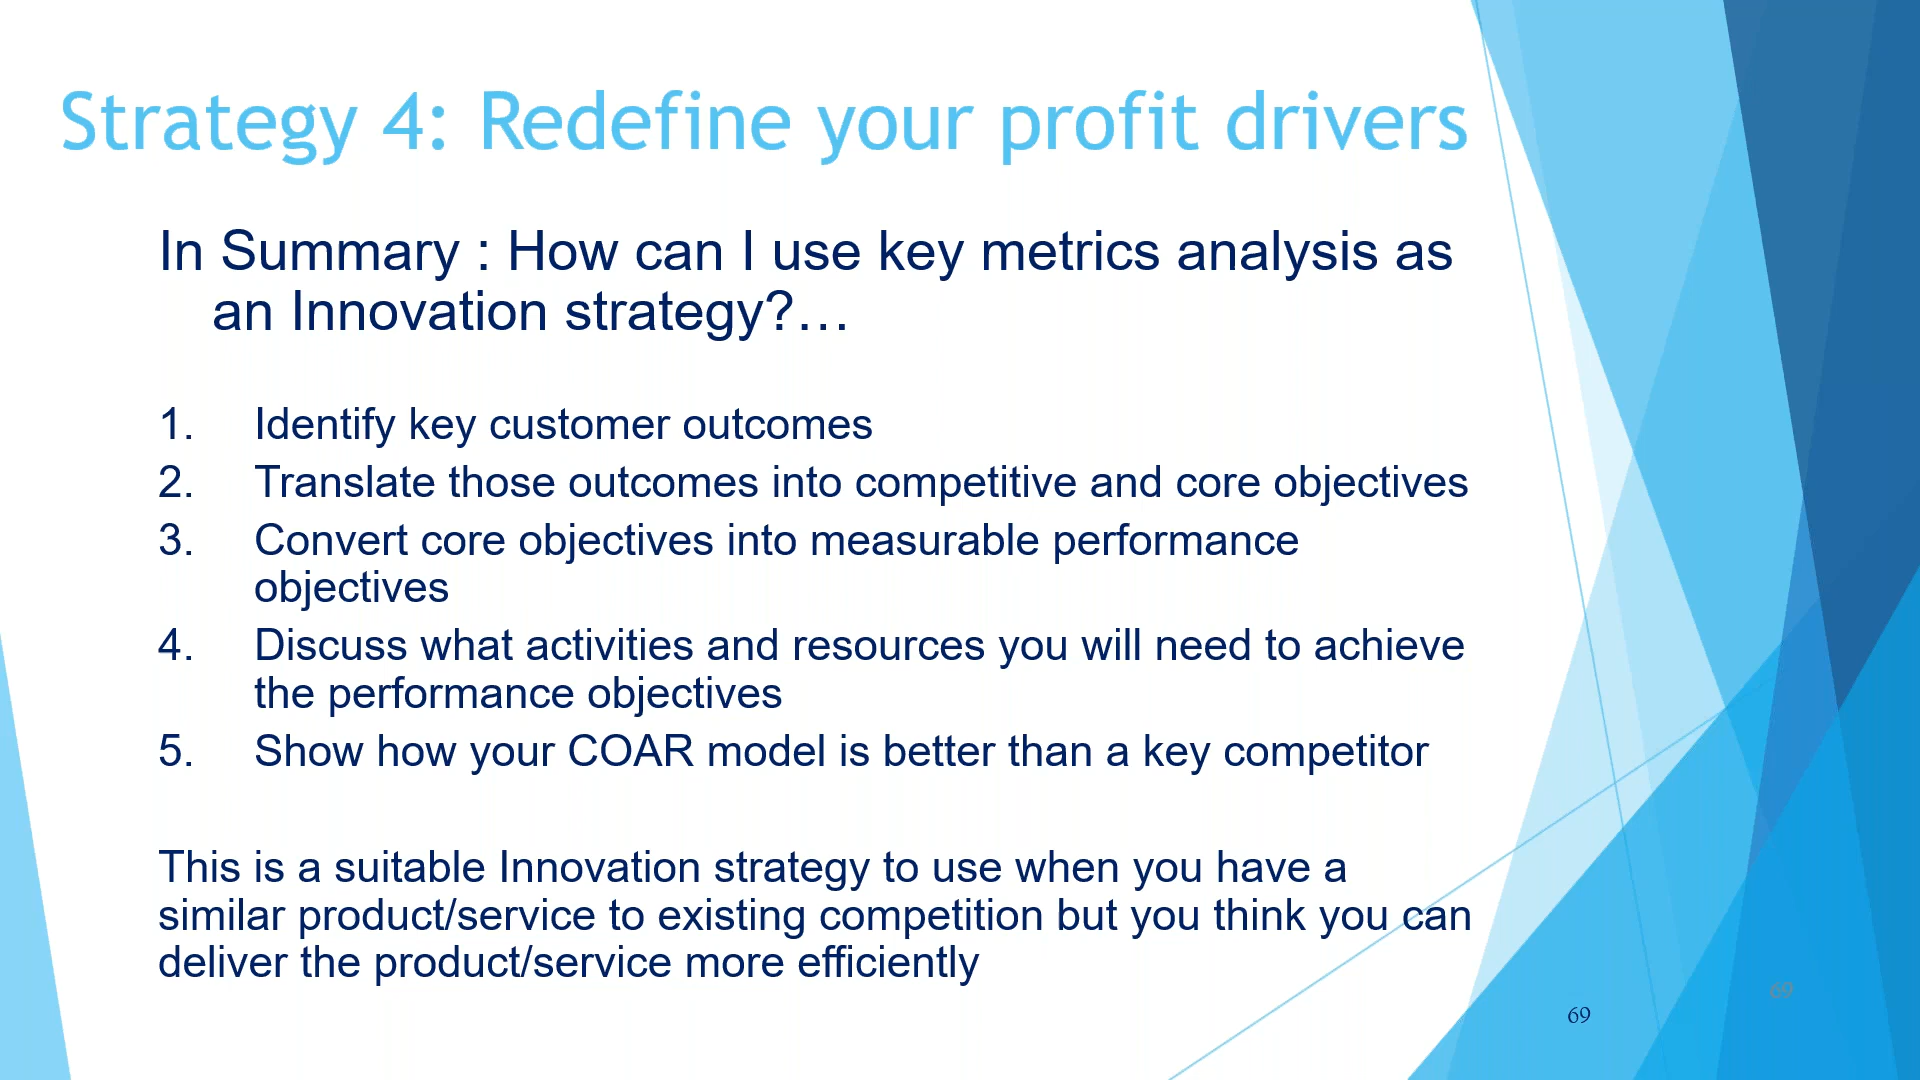 Strategy 4: Redefine your profit drivers
In Summary : How can I use key metrics analysis as
an Innovation strategy?…
1. Identify key customer outcomes
2. Translate those outcomes into competitive and core objectives
3. Convert core objectives into measurable performance
objectives
4. Discuss what activities and resources you will need to achieve
the performance objectives
5. Show how your COAR model is better than a key competitor
This is a suitable Innovation strategy to use when you have a
similar product/service to existing competition but you think you can
deliver the product/service more efficiently
69
69